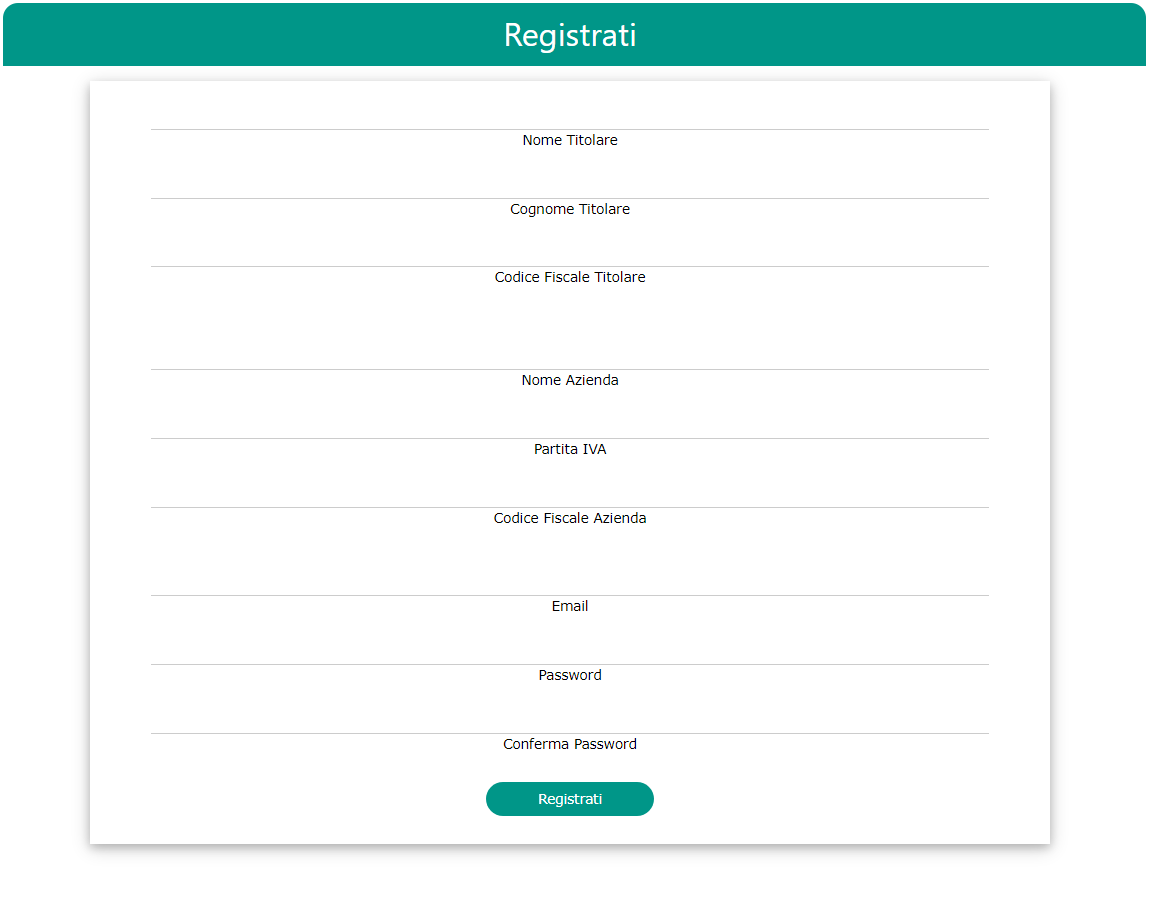 Registrati
Nome Titolare
Cognome Titolare
Codice Fiscale Titolare
Nome Azienda
Partita IVA
Codice Fiscale Azienda
Email
Password
Conferma Password
Registrati